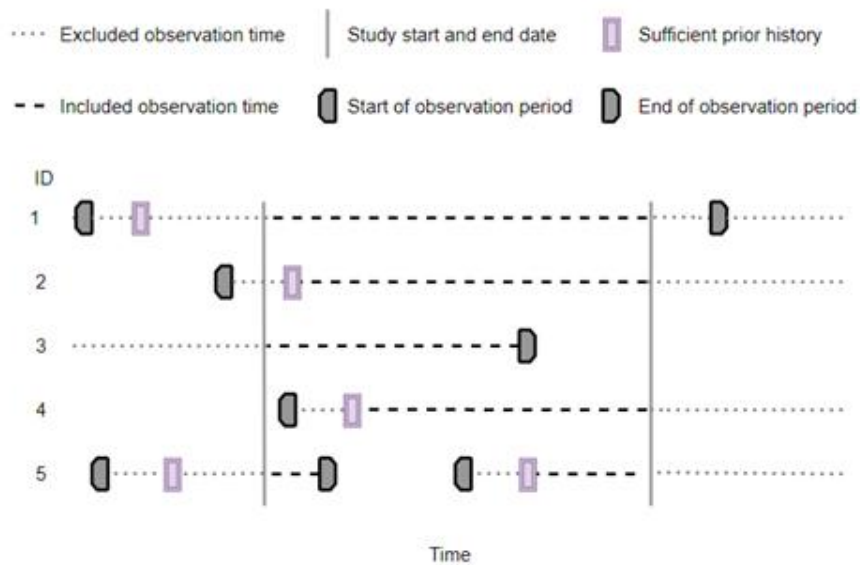 Excluded observation time
Study start and end date
Sufficient prior history
Included observation time
Start of observation period
End of observation period
ID
1
2
3
4
5
Time